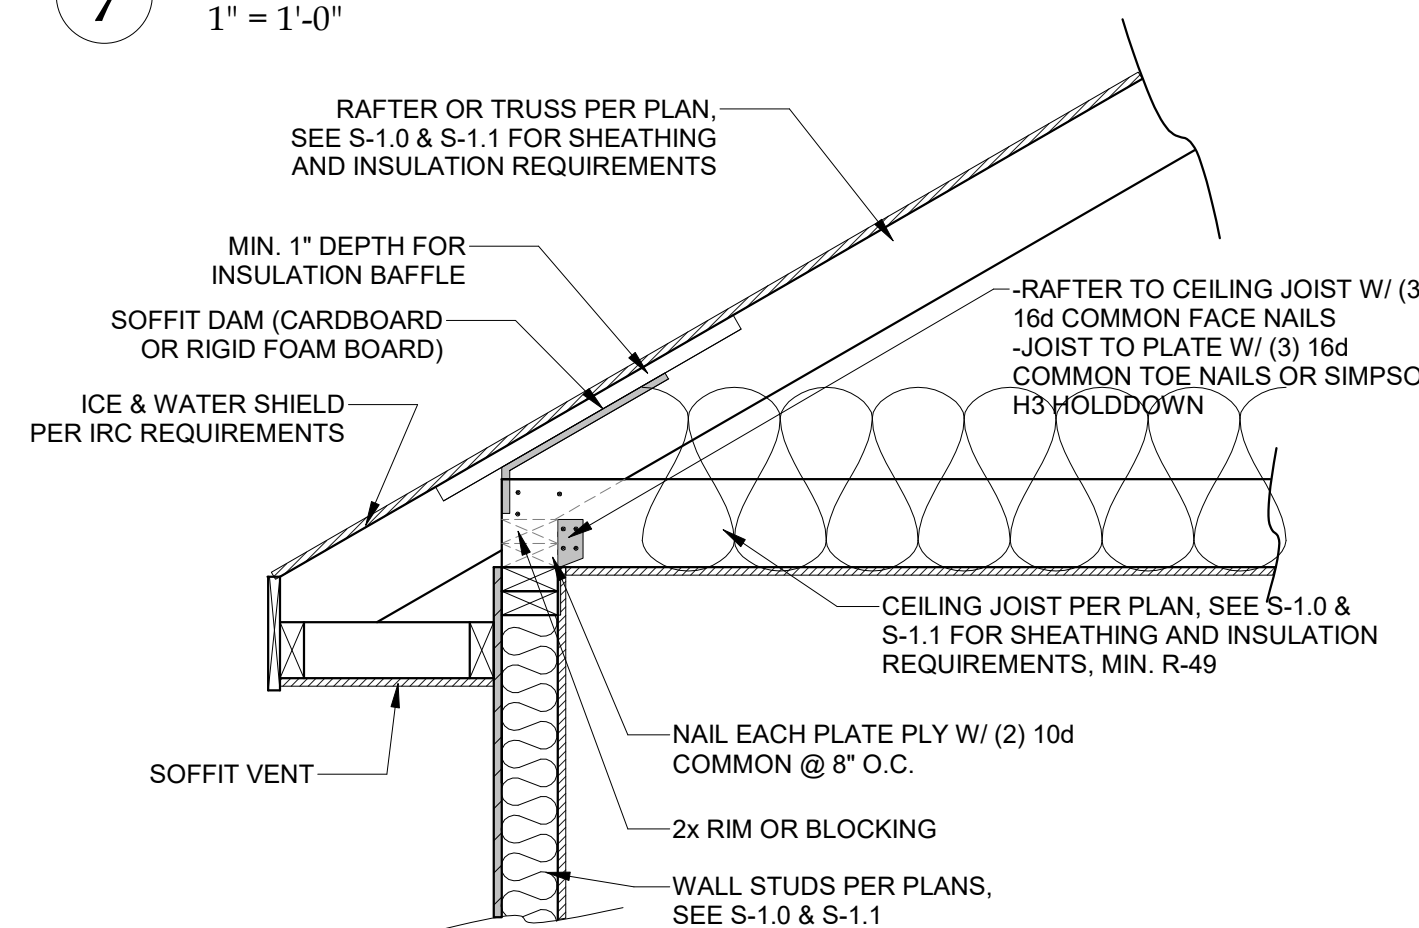 7
1" = 1'-0"
RAFTER OR TRUSS PER PLAN,
SEE S-1.0 & S-1.1 FOR SHEATHING
AND INSULATION REQUIREMENTS
MIN. 1" DEPTH FOR
INSULATION BAFFLE
SOFFIT DAM (CARDBOARD
OR RIGID FOAM BOARD)
ICE & WATER SHIELD
PER IRC REQUIREMENTS
-RAFTER TO CEILING JOIST W/ (3
16d COMMON FACE NAILS
-JOIST TO PLATE W/ (3) 16d
COMMON TOE NAILS OR SIMPSO
H3 HOLDDOWN
CEILING JOIST PER PLAN, SEE S-1.0 &
S-1.1 FOR SHEATHING AND INSULATION
REQUIREMENTS, MIN. R-49
NAIL EACH PLATE PLY W/ (2) 10d
COMMON @ 8" O.C.
SOFFIT VENT
2x RIM OR BLOCKING
WALL STUDS PER PLANS,
SEE S-1.0 & S-1.1